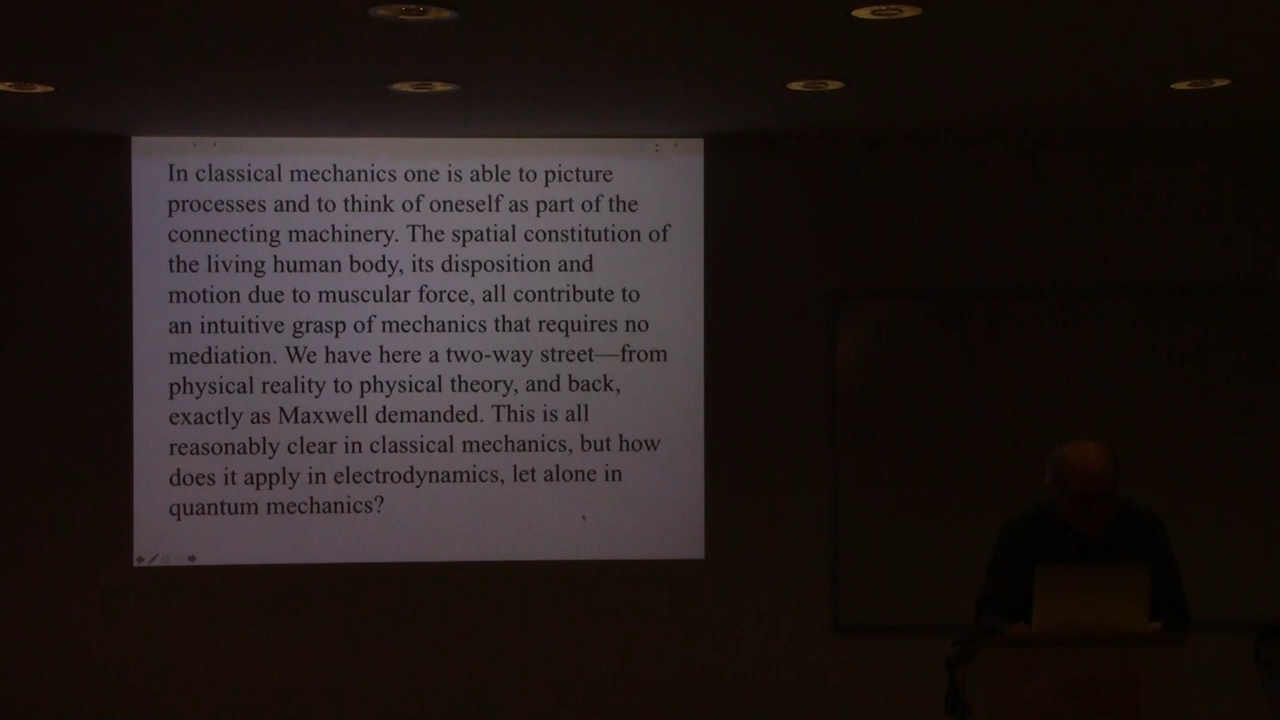 In classical mechanics one is able to picture
processes and to think of oneself as part of the
connecting machinery. The spatial constitution of
the living human body, its disposition and
motion due to muscular force, all contribute to
an intuitive grasp of mechanics that requires no
mediation. We have here a two-way street—from
physical reality to physical theory, and back,
exactly as Maxwell demanded. This is all
reasonably clear in classical mechanics, but how
does it apply in electrodynamics, let alone in
quantum mechanics?